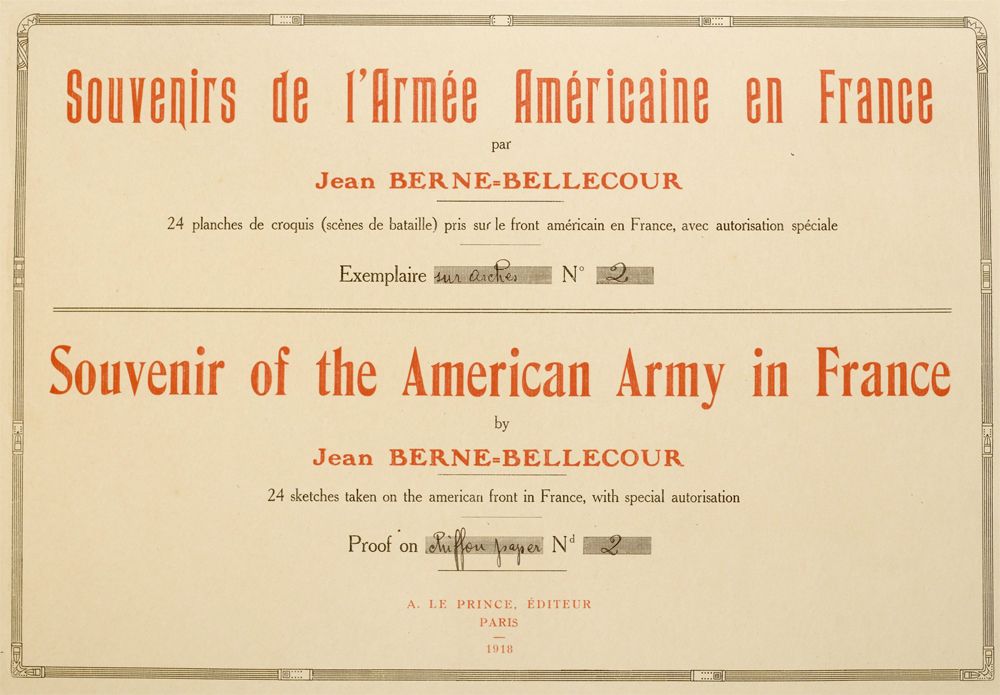 Souvenirs de l'Armée Américaine en France
par
Jean BERNE=BELLECOUR
24 planches de croquis (scènes de bataille) pris sur le front américain en France, avec autorisation spéciale
Exemplaire sur arches N° 2
Souvenir of the American Army in France
by
Jean BERNE=BELLECOUR
24 sketches taken on the american front in France, with special autorisation
Proof on chiffon paper Nd 2
A. LE PRINCE, ÉDITEUR
PARIS
1918